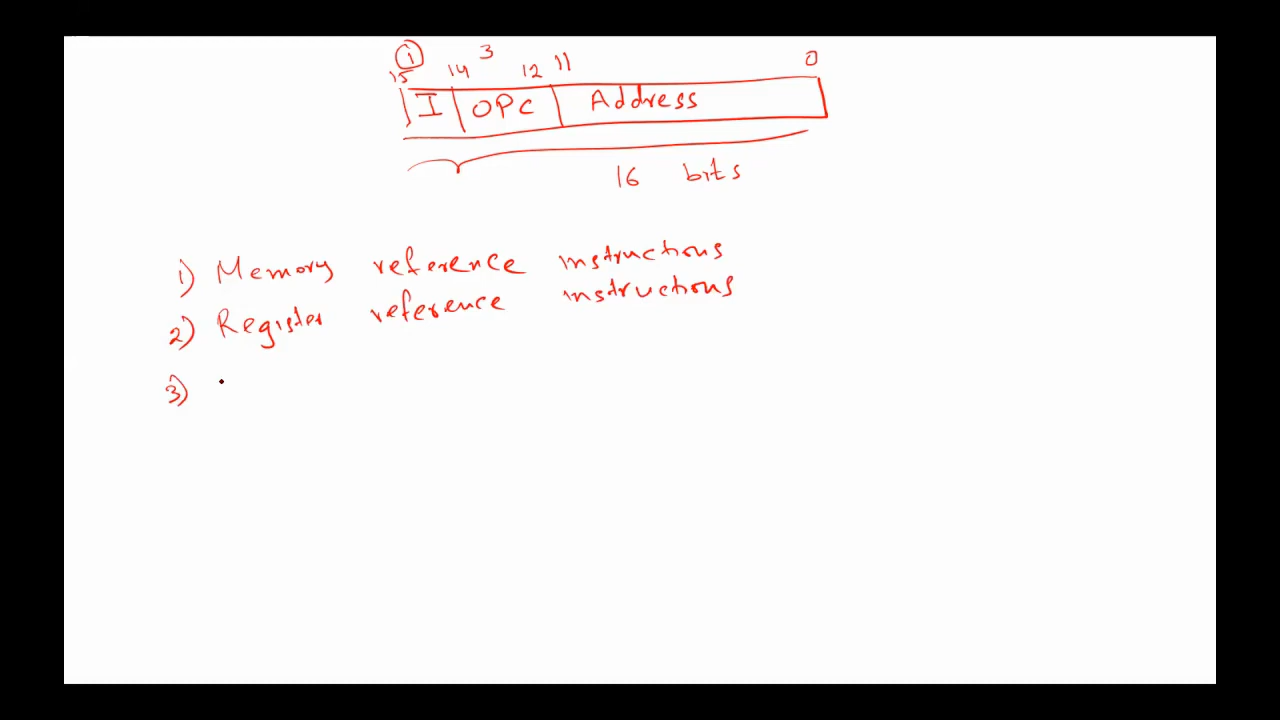 1 3
15 14 12 11 0
I OPC Address
16 bits
1) Memory reference instructions
2) Register reference instructions
3)